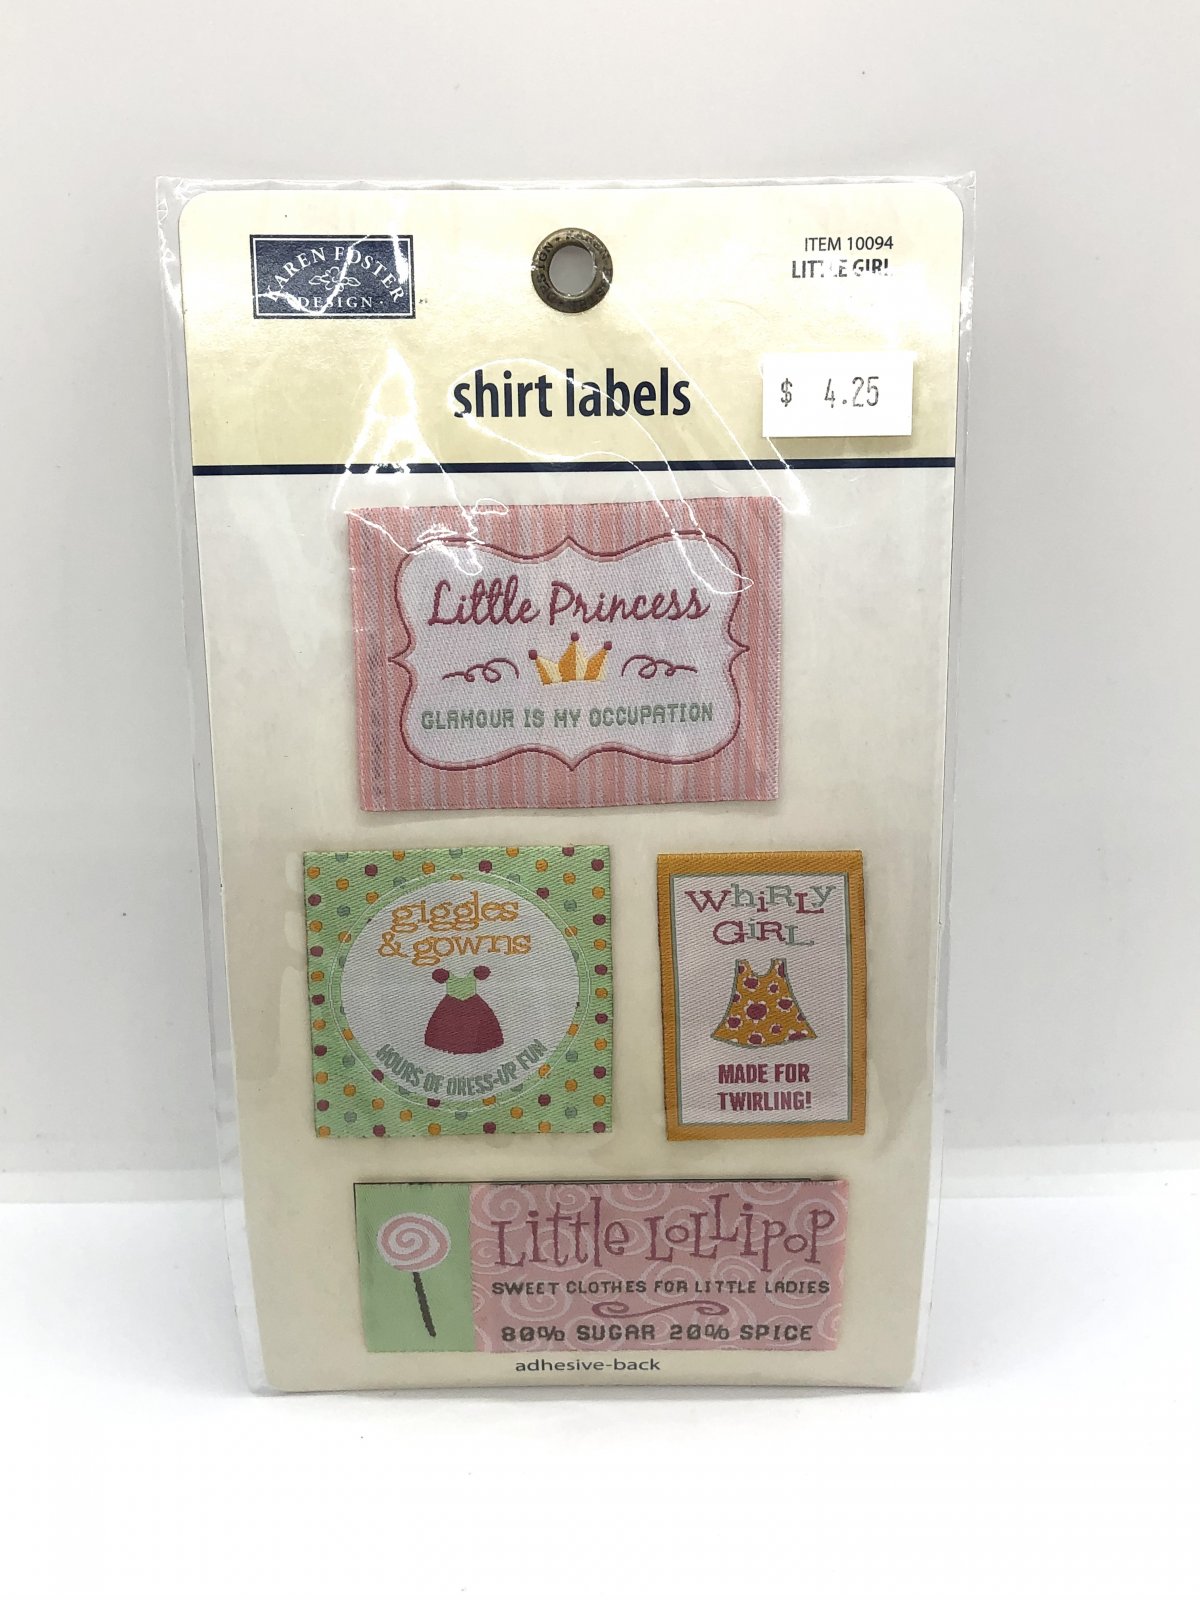 KAREN FOSTER
DESIGN
ITEM 10094
LITTLE GIRL
shirt labels
$ 4.25
Little Princess
GLAMOUR IS MY OCCUPATION
giggles
& gowns
HOURS OF DRESS-UP FUN
WHiRLY
GiRL
MADE FOR
TWIRLING!
Little LoLLipop
SWEET CLOTHES FOR LITTLE LADIES
80% SUGAR 20% SPICE
adhesive-back